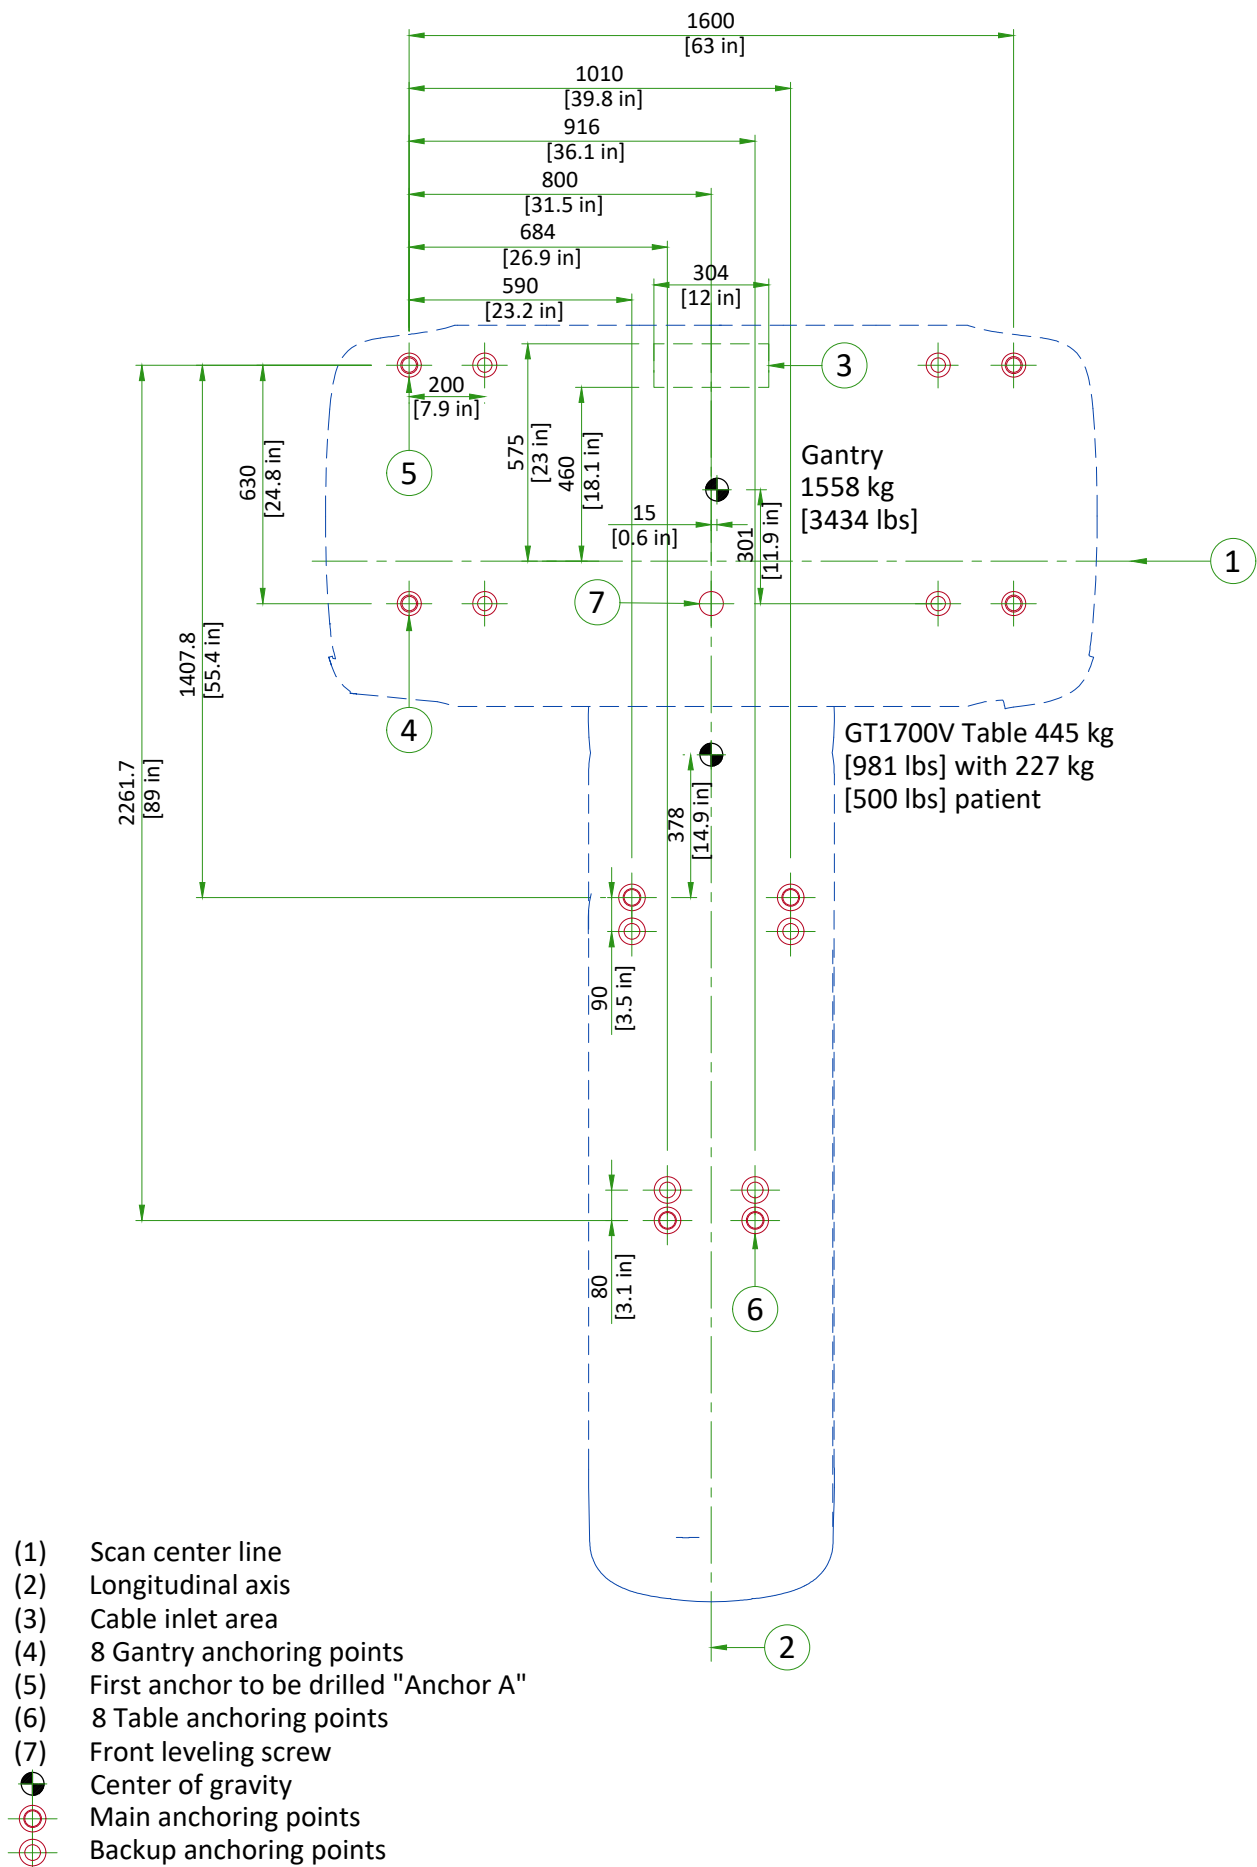 1600
[63 in]
1010
[39.8 in]
916
[36.1 in]
800
[31.5 in]
684
[26.9 in]
590
[23.2 in]
304
[12 in]
3
200
[7.9 in]
5
630
[24.8 in]
575
[23 in]
460
[18.1 in]
Gantry
1558 kg
[3434 lbs]
15
[0.6 in]
301
[11.9 in]
1
7
1407.8
[55.4 in]
4
2261.7
[89 in]
GT1700V Table 445 kg
[981 lbs] with 227 kg
[500 lbs] patient
378
[14.9 in]
90
[3.5 in]
80
[3.1 in]
6
2
(1) Scan center line
(2) Longitudinal axis
(3) Cable inlet area
(4) 8 Gantry anchoring points
(5) First anchor to be drilled "Anchor A"
(6) 8 Table anchoring points
(7) Front leveling screw
Center of gravity
Main anchoring points
Backup anchoring points